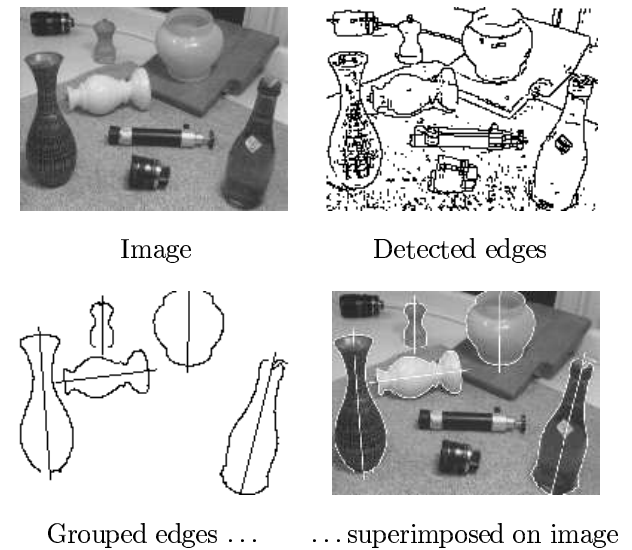 Image
Detected edges
Grouped edges ...
... superimposed on image